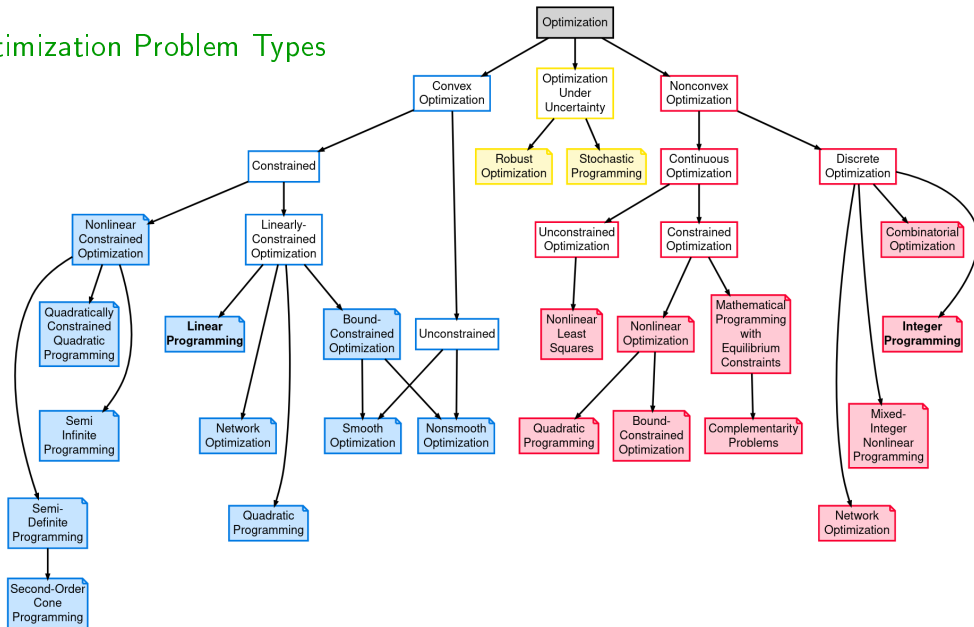 timization Problem Types
Optimization
Convex
Optimization
Optimization
Under
Uncertainty
Nonconvex
Optimization
Constrained
Robust
Optimization
Stochastic
Programming
Continuous
Optimization
Discrete
Optimization
Nonlinear
Constrained
Optimization
Linearly-
Constrained
Optimization
Unconstrained
Optimization
Constrained
Optimization
Combinatorial
Optimization
Quadratically
Constrained
Quadratic
Programming
Linear
Programming
Bound-
Constrained
Optimization
Unconstrained
Nonlinear
Least
Squares
Nonlinear
Optimization
Mathematical
Programming
with
Equilibrium
Constraints
Integer
Programming
Semi
Infinite
Programming
Network
Optimization
Smooth
Optimization
Nonsmooth
Optimization
Quadratic
Programming
Bound-
Constrained
Optimization
Complementarity
Problems
Mixed-
Integer
Nonlinear
Programming
Semi-
Definite
Programming
Quadratic
Programming
Network
Optimization
Second-Order
Cone
Programming